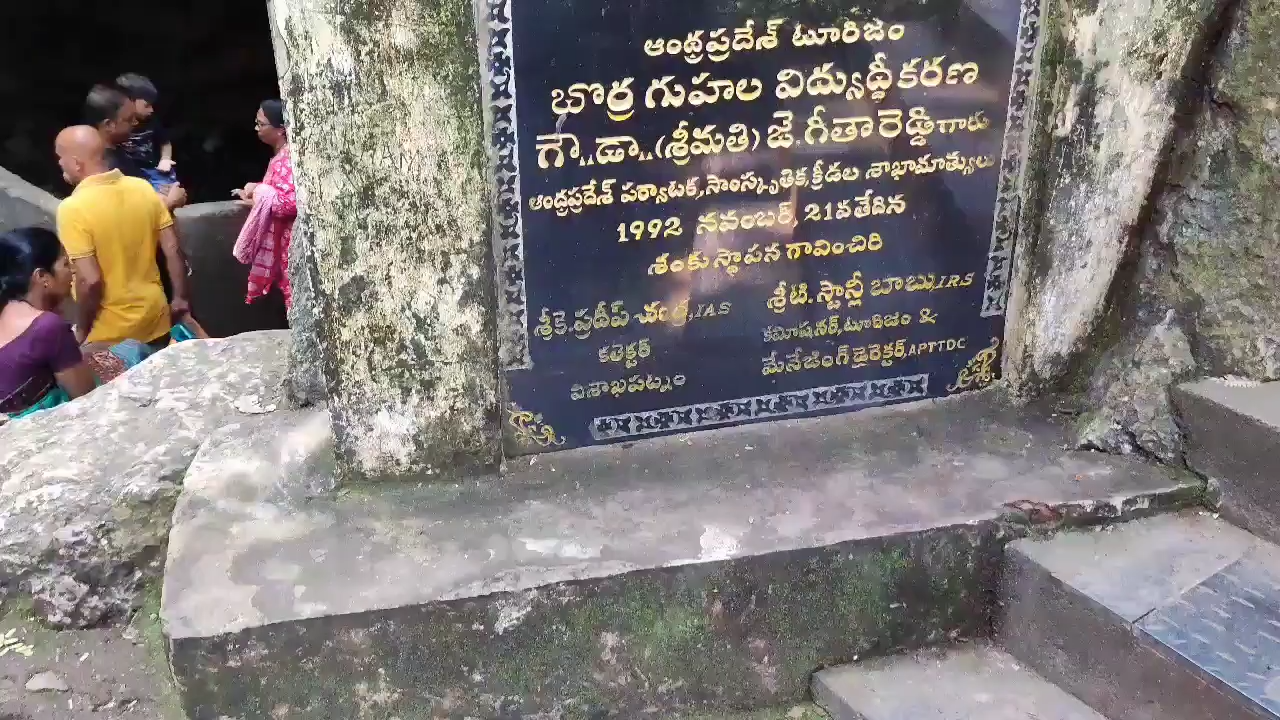 ఆంధ్రప్రదేశ్ టూరిజం
బొర్ర గుహల విద్యుద్ధీకరణ
గౌ..డా..(శ్రీమతి) జె. గీతారెడ్డి గారు
ఆంధ్రప్రదేశ్ పర్యాటక, సాంస్కృతిక, క్రీడల శాఖామాత్యులు
1992 నవంబర్, 21వతేదిన
శంకుస్థాపన గావించిరి
శ్రీ కె. ప్రదీప్ చంద్ర, IAS
కలెక్టర్
విశాఖపట్నం
శ్రీ టి. స్టాన్లీ బాబు, IRS
కమీషనర్, టూరిజం &
మేనేజింగ్ డైరెక్టర్, APTTDC